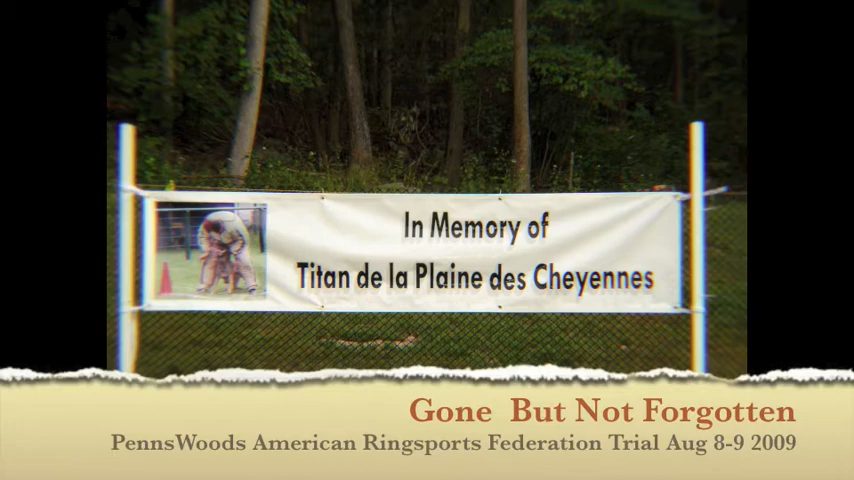 In Memory of
Titan de la Plaine des Cheyennes
Gone But Not Forgotten
PennsWoods American Ringsports Federation Trial Aug 8-9 2009